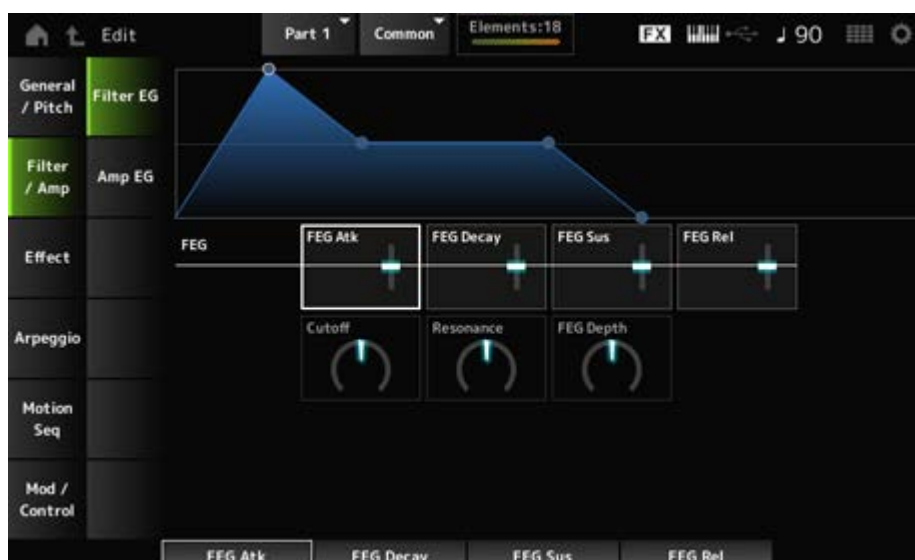 Edit
Part 1
Common
Elements:18
FX
♩ 90
General
/ Pitch
Filter EG
Filter
/ Amp
Amp EG
Effect
Arpeggio
Motion
Seq
Mod /
Control
FEG
FEG Atk
FEG Decay
FEG Sus
FEG Rel
Cutoff
Resonance
FEG Depth
FEG Atk
FEG Decay
FEG Sus
FEG Rel